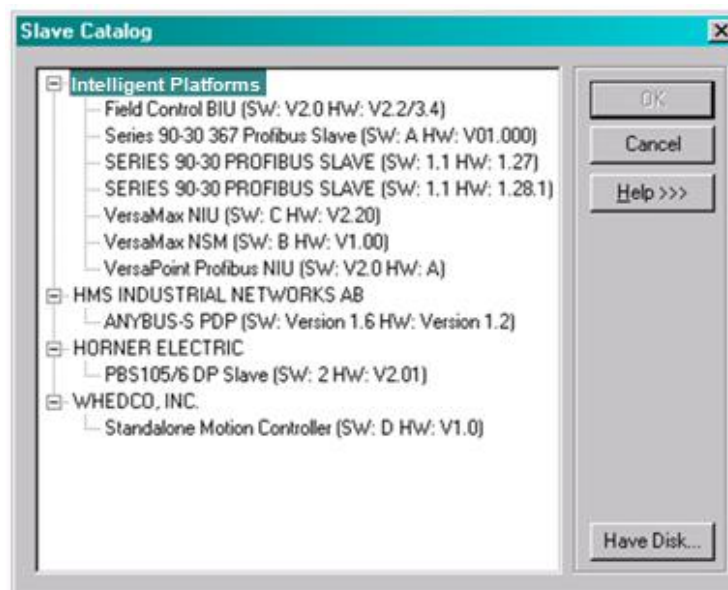 Slave Catalog
Intelligent Platforms
Field Control BIU (SW: V2.0 HW: V2.2/3.4)
Series 90-30 367 Profibus Slave (SW: A HW: V01.000)
SERIES 90-30 PROFIBUS SLAVE (SW: 1.1 HW: 1.27)
SERIES 90-30 PROFIBUS SLAVE (SW: 1.1 HW: 1.28.1)
VersaMax NIU (SW: C HW: V2.20)
VersaMax NSM (SW: B HW: V1.00)
VersaPoint Profibus NIU (SW: V2.0 HW: A)
HMS INDUSTRIAL NETWORKS AB
ANYBUS-S PDP (SW: Version 1.6 HW: Version 1.2)
HORNER ELECTRIC
PBS105/6 DP Slave (SW: 2 HW: V2.01)
WHEDCO, INC.
Standalone Motion Controller (SW: D HW: V1.0)
OK
Cancel
Help >>>
Have Disk...